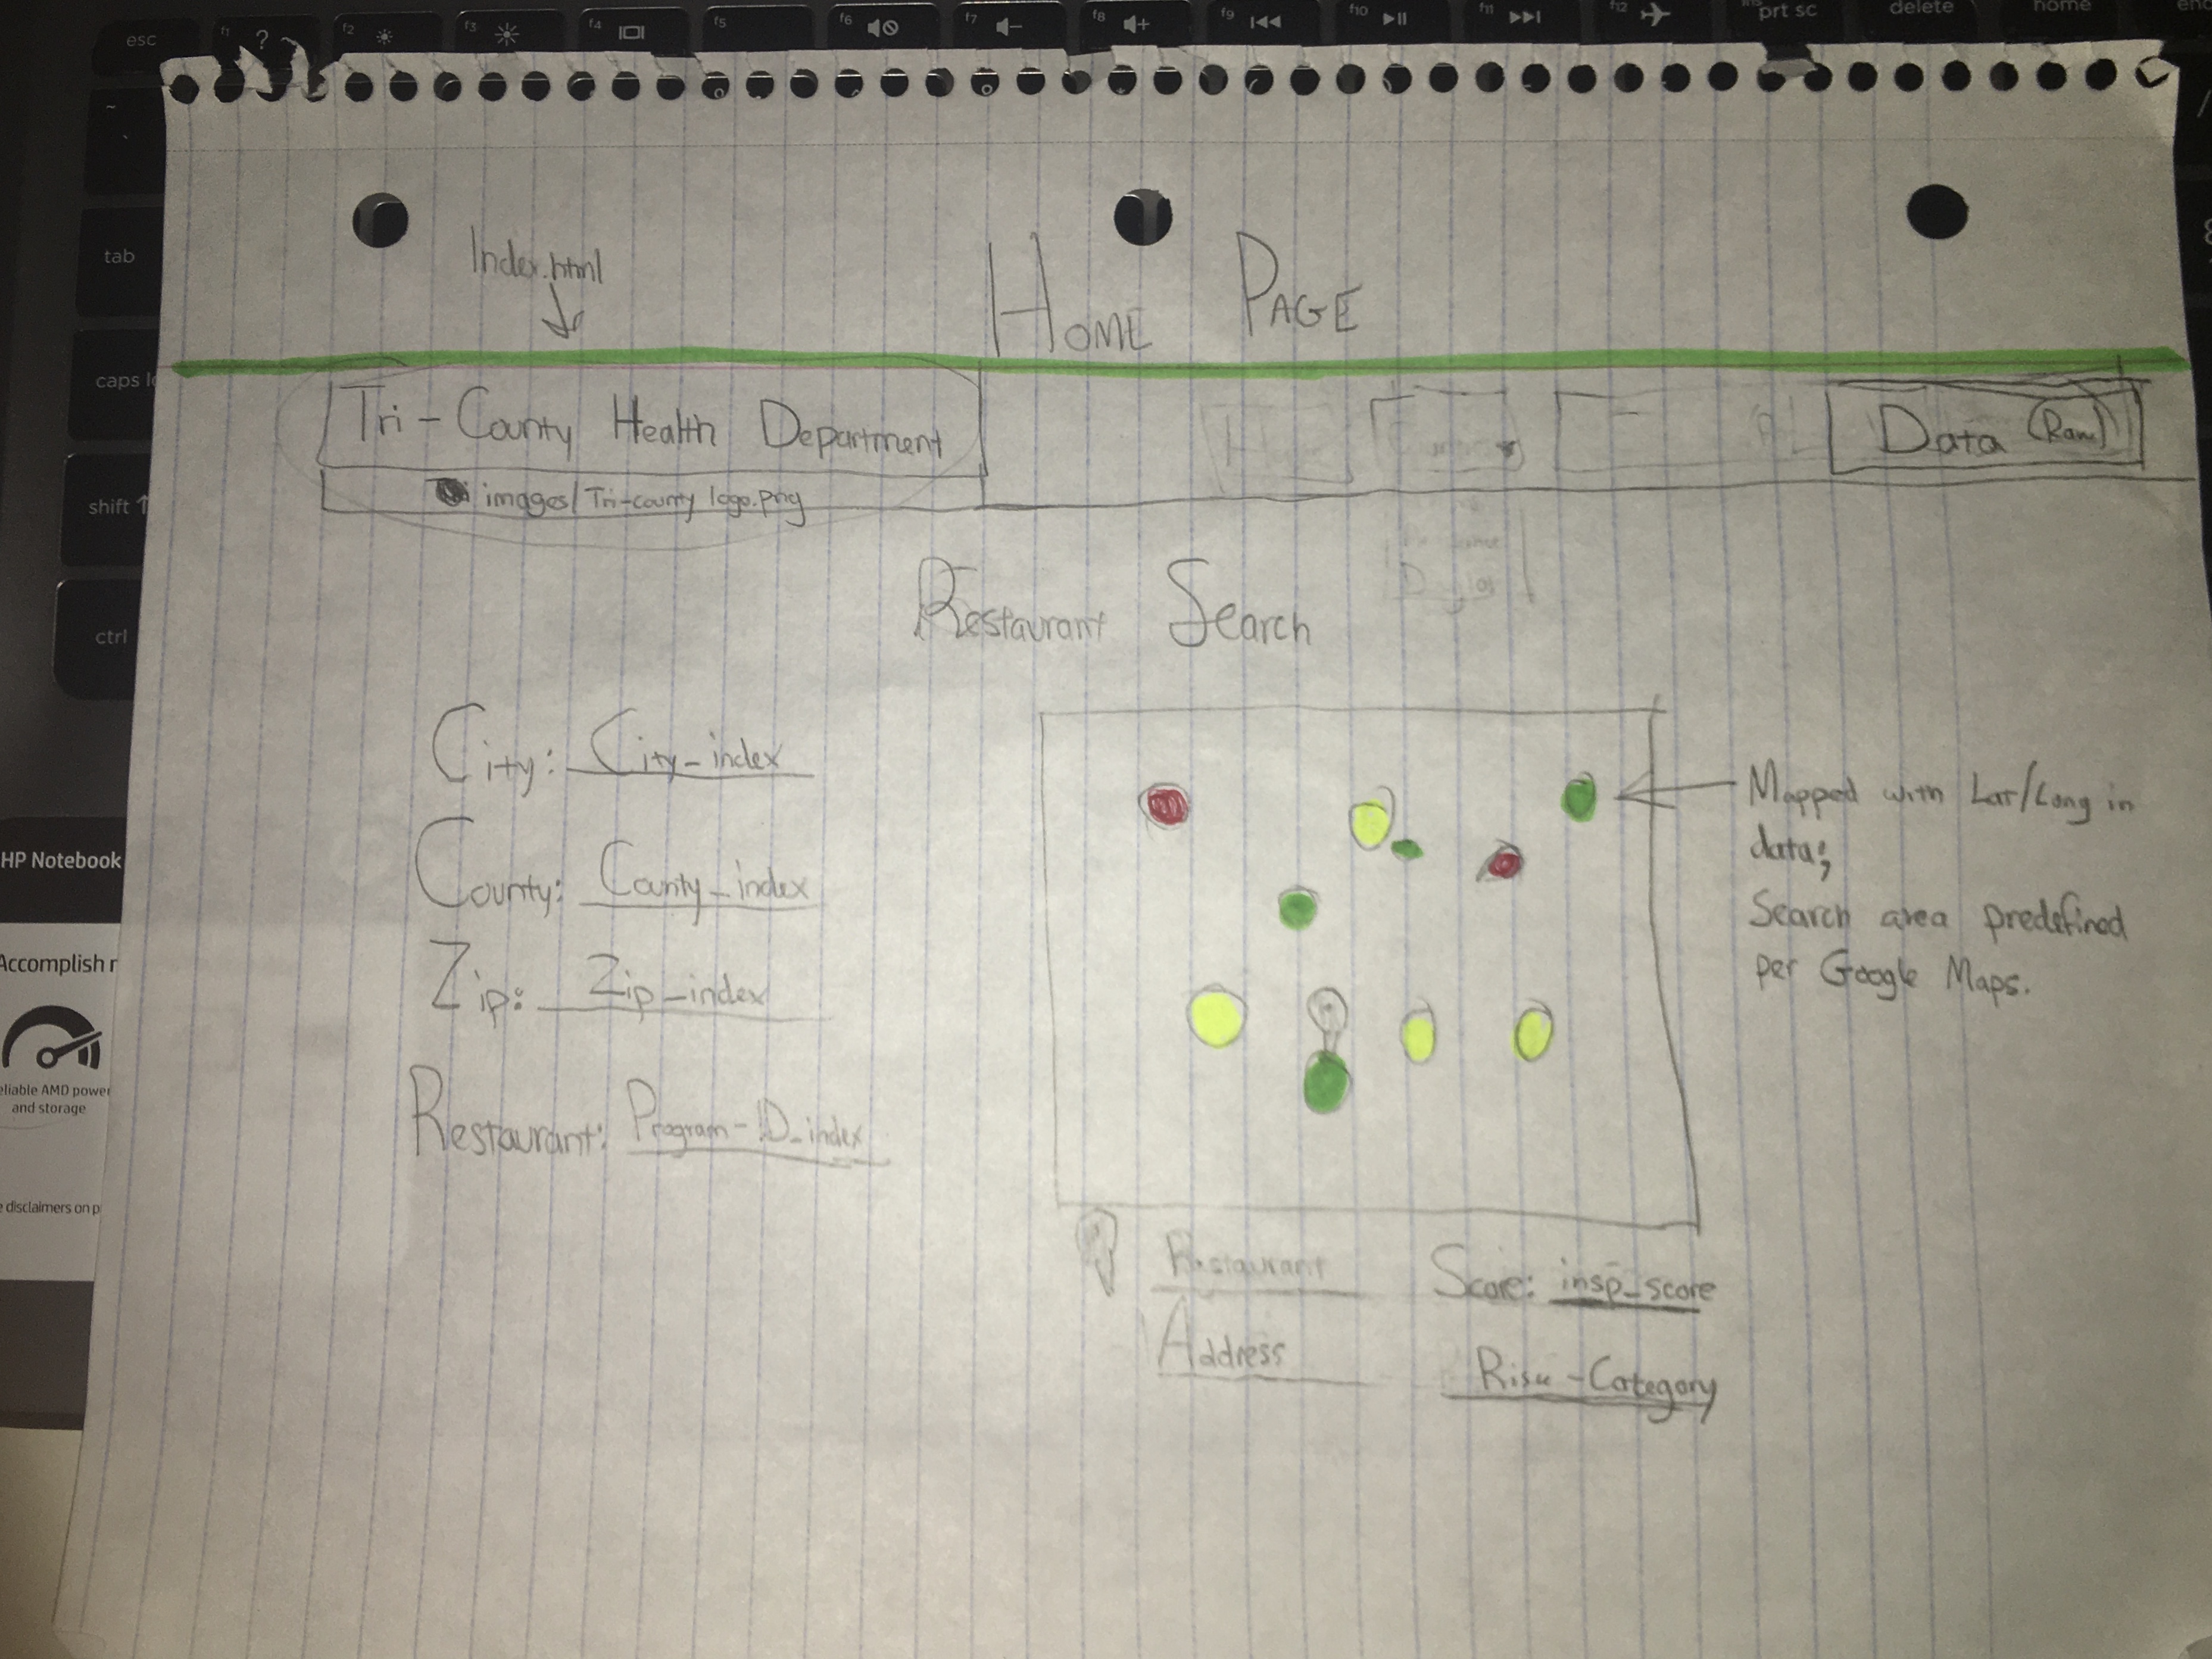 esc f1 ? f2 f3 f4 f5 f6 f7 f8 f9 f10 f11 f12 prt sc delete home
~
tab
caps
shift
ctrl
HP Notebook
Accomplish
AMD power
and storage
disclaimers on
Index.html
HOME PAGE
Tri-County Health Department
Data (Raw)
images/Tri-county logo.png
Restaurant Search
City: City_index
County: County_index
Zip: Zip_index
Restaurant: Program-ID_index
Mapped with Lat/Long in
data;
Search area predefined
per Google Maps.
Restaurant Score: insp_score
Address Risk-Category